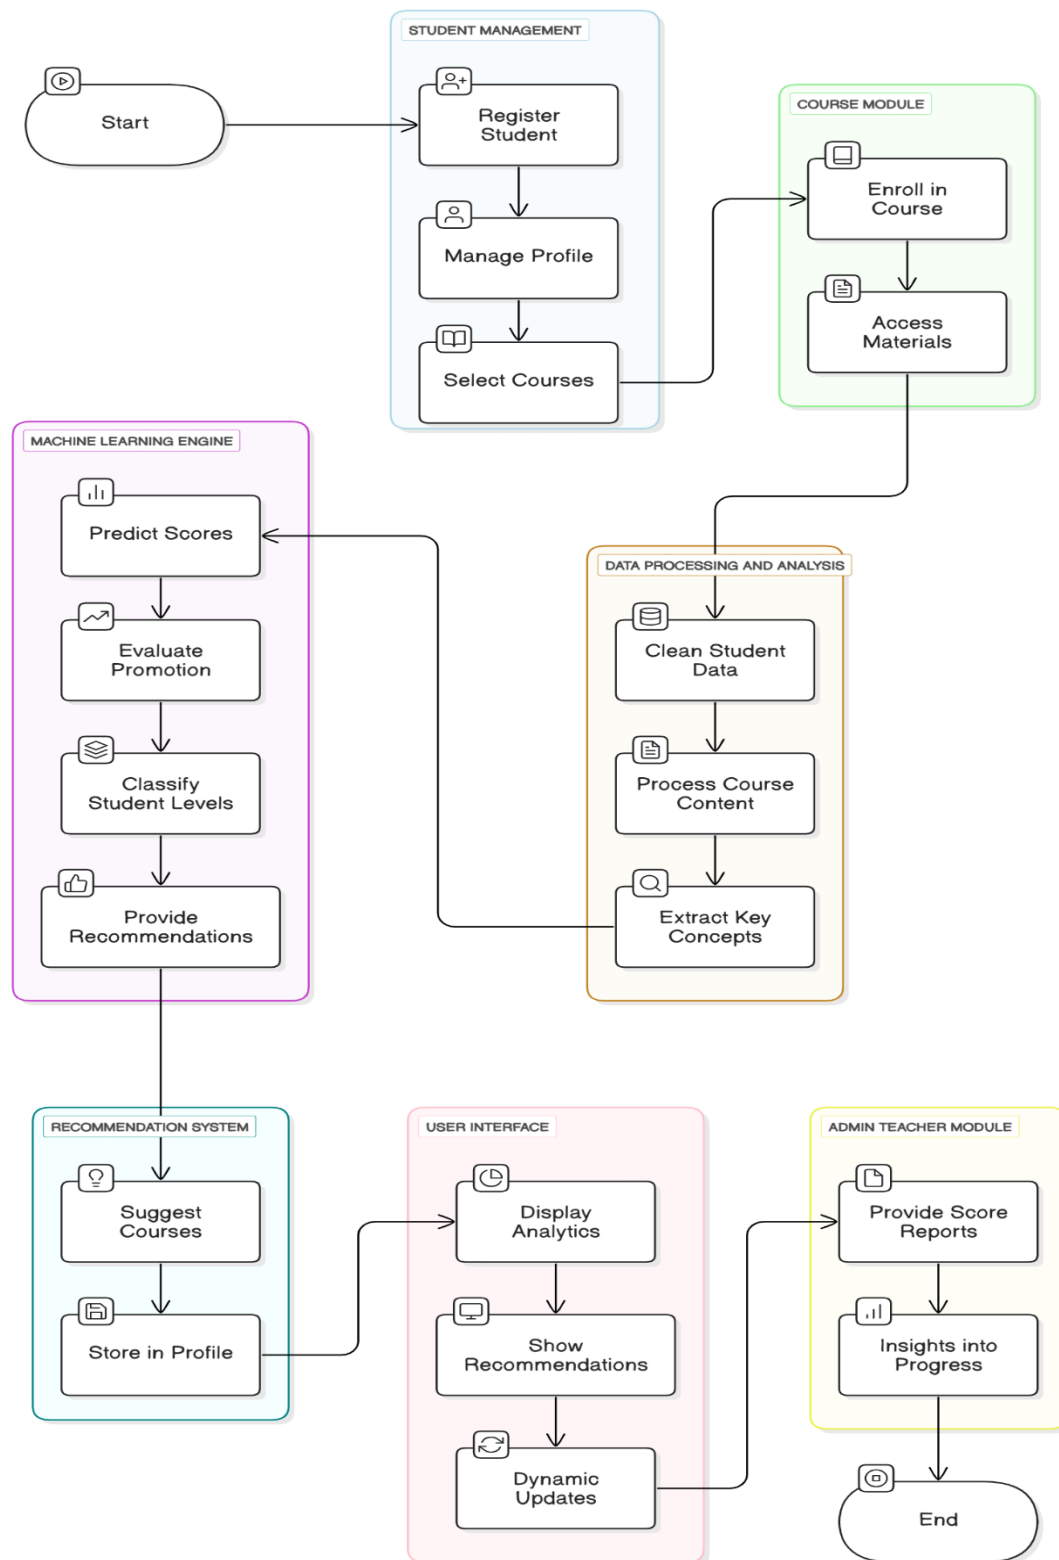 STUDENT MANAGEMENT
Start
Register
Student
Manage Profile
Select Courses
COURSE MODULE
Enroll in
Course
Access
Materials
DATA PROCESSING AND ANALYSIS
Clean Student
Data
Process Course
Content
Extract Key
Concepts
MACHINE LEARNING ENGINE
Predict Scores
Evaluate
Promotion
Classify
Student Levels
Provide
Recommendations
RECOMMENDATION SYSTEM
Suggest
Courses
Store in Profile
USER INTERFACE
Display
Analytics
Show
Recommendations
Dynamic
Updates
ADMIN TEACHER MODULE
Provide Score
Reports
Insights into
Progress
End